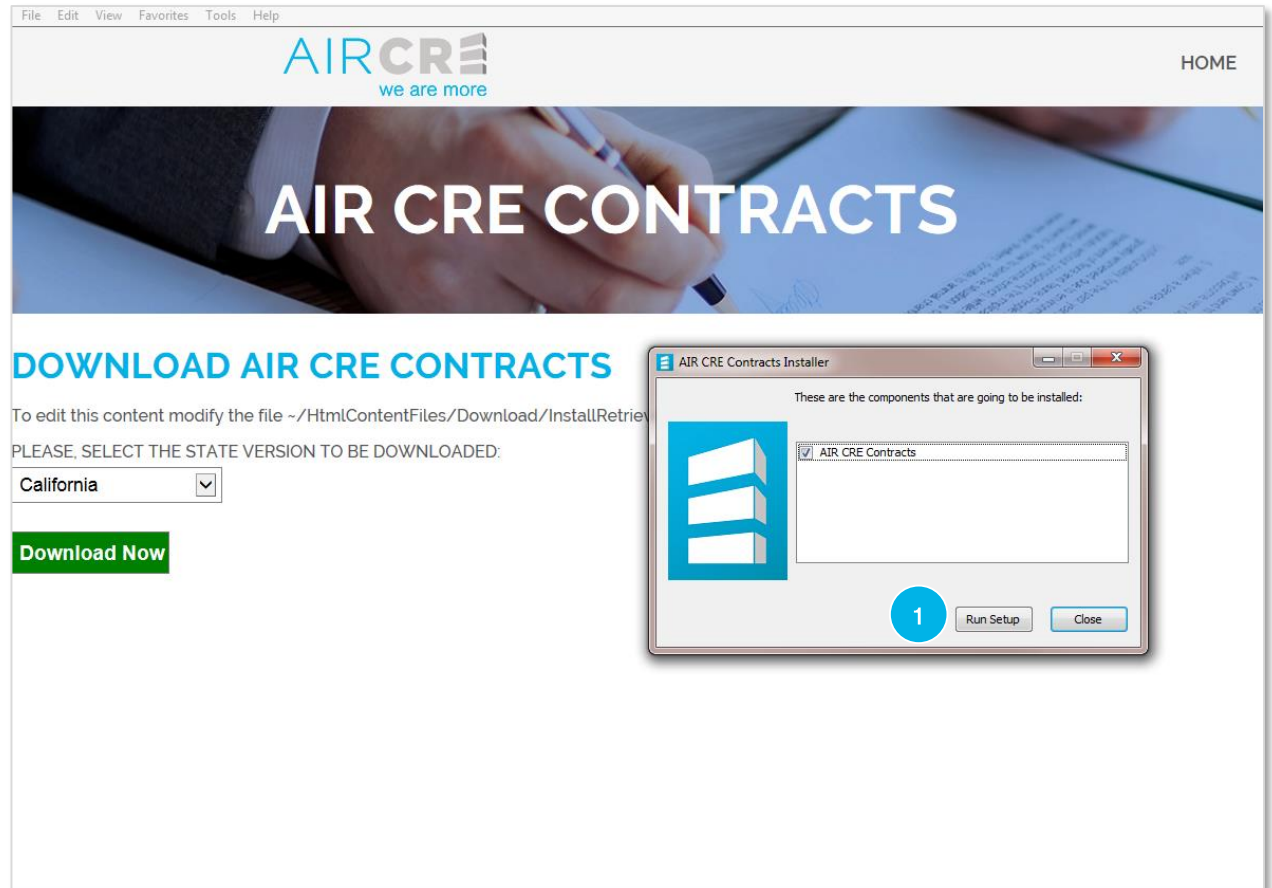 File Edit View Favorites Tools Help
AIRCRE
we are more
HOME
AIR CRE CONTRACTS
DOWNLOAD AIR CRE CONTRACTS
To edit this content modify the file ~/HtmlContentFiles/Download/InstallRetrie
PLEASE, SELECT THE STATE VERSION TO BE DOWNLOADED:
California
Download Now
AIR CRE Contracts Installer
These are the components that are going to be installed:
AIR CRE Contracts
1
Run Setup
Close